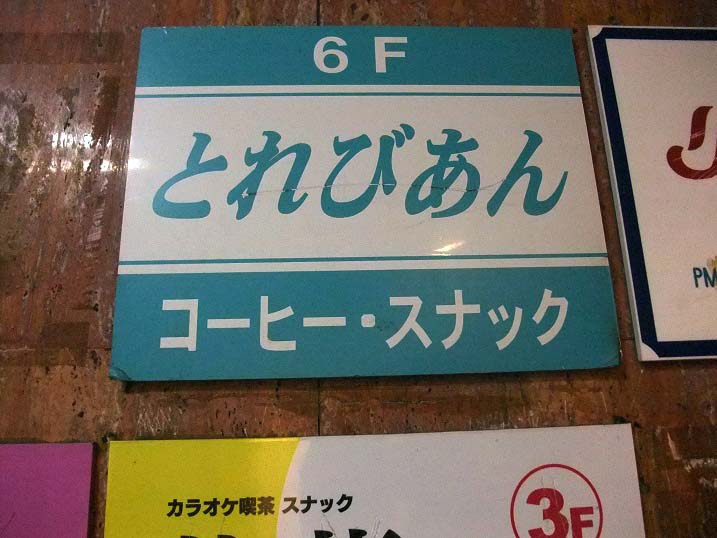 6F
とれびあん
コーヒー・スナック
PM
カラオケ喫茶 スナック
3F